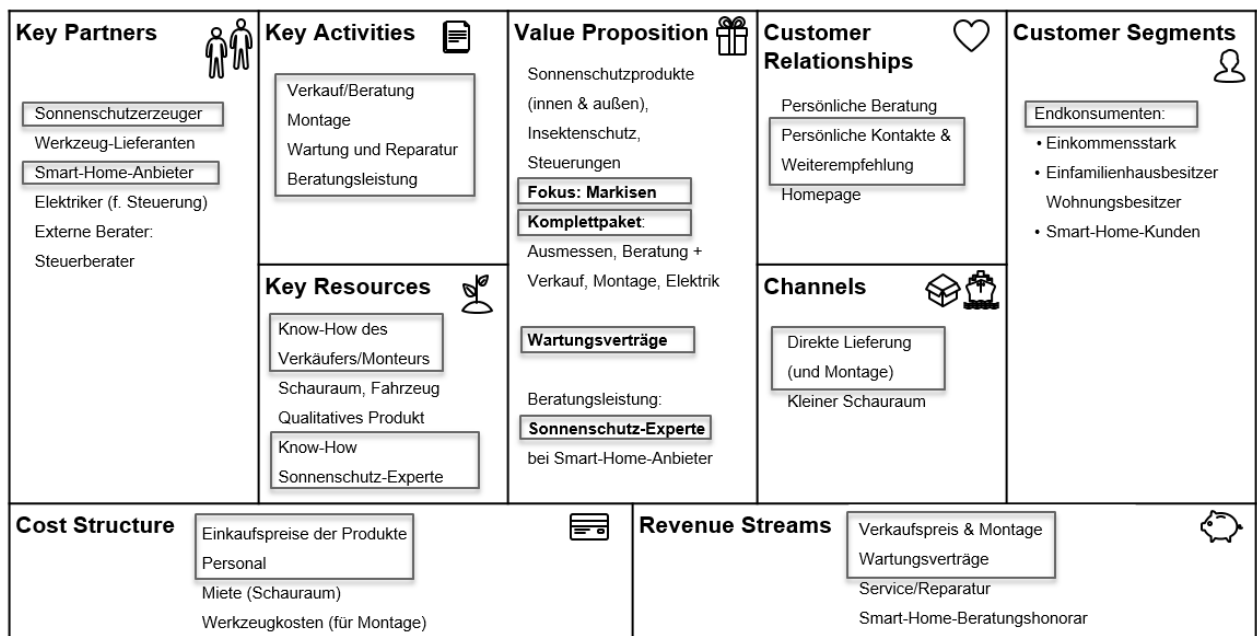 Key Partners
Sonnenschutzerzeuger
Werkzeug-Lieferanten
Smart-Home-Anbieter
Elektriker (f. Steuerung)
Externe Berater:
Steuerberater
Key Activities
Verkauf/Beratung
Montage
Wartung und Reparatur
Beratungsleistung
Key Resources
Know-How des
Verkäufers/Monteurs
Schauraum, Fahrzeug
Qualitatives Produkt
Know-How
Sonnenschutz-Experte
Value Proposition
Sonnenschutzprodukte
(innen & außen),
Insektenschutz,
Steuerungen
Fokus: Markisen
Komplettpaket:
Ausmessen, Beratung +
Verkauf, Montage, Elektrik
Wartungsverträge
Beratungsleistung:
Sonnenschutz-Experte
bei Smart-Home-Anbieter
Customer
Relationships
Persönliche Beratung
Persönliche Kontakte &
Weiterempfehlung
Homepage
Channels
Direkte Lieferung
(und Montage)
Kleiner Schauraum
Customer Segments
Endkonsumenten:
• Einkommensstark
• Einfamilienhausbesitzer
Wohnungsbesitzer
• Smart-Home-Kunden
Cost Structure
Einkaufspreise der Produkte
Personal
Miete (Schauraum)
Werkzeugkosten (für Montage)
Revenue Streams
Verkaufspreis & Montage
Wartungsverträge
Service/Reparatur
Smart-Home-Beratungshonorar